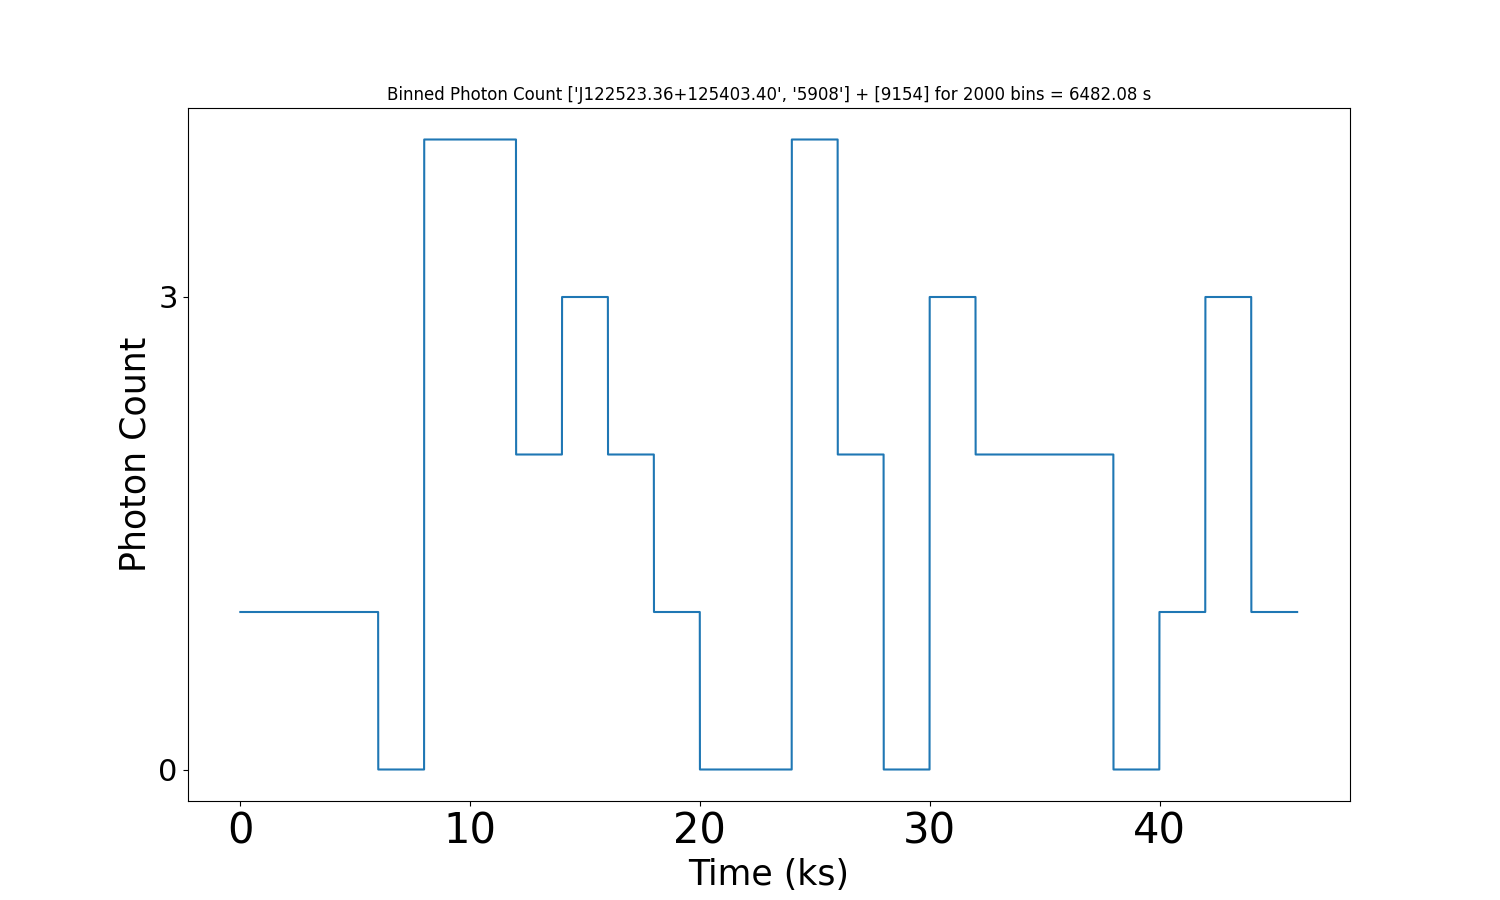 Binned Photon Count ['J122523.36+125403.40', '5908'] + [9154] for 2000 bins = 6482.08 s
3
Photon Count
0
0 10 20 30 40
Time (ks)